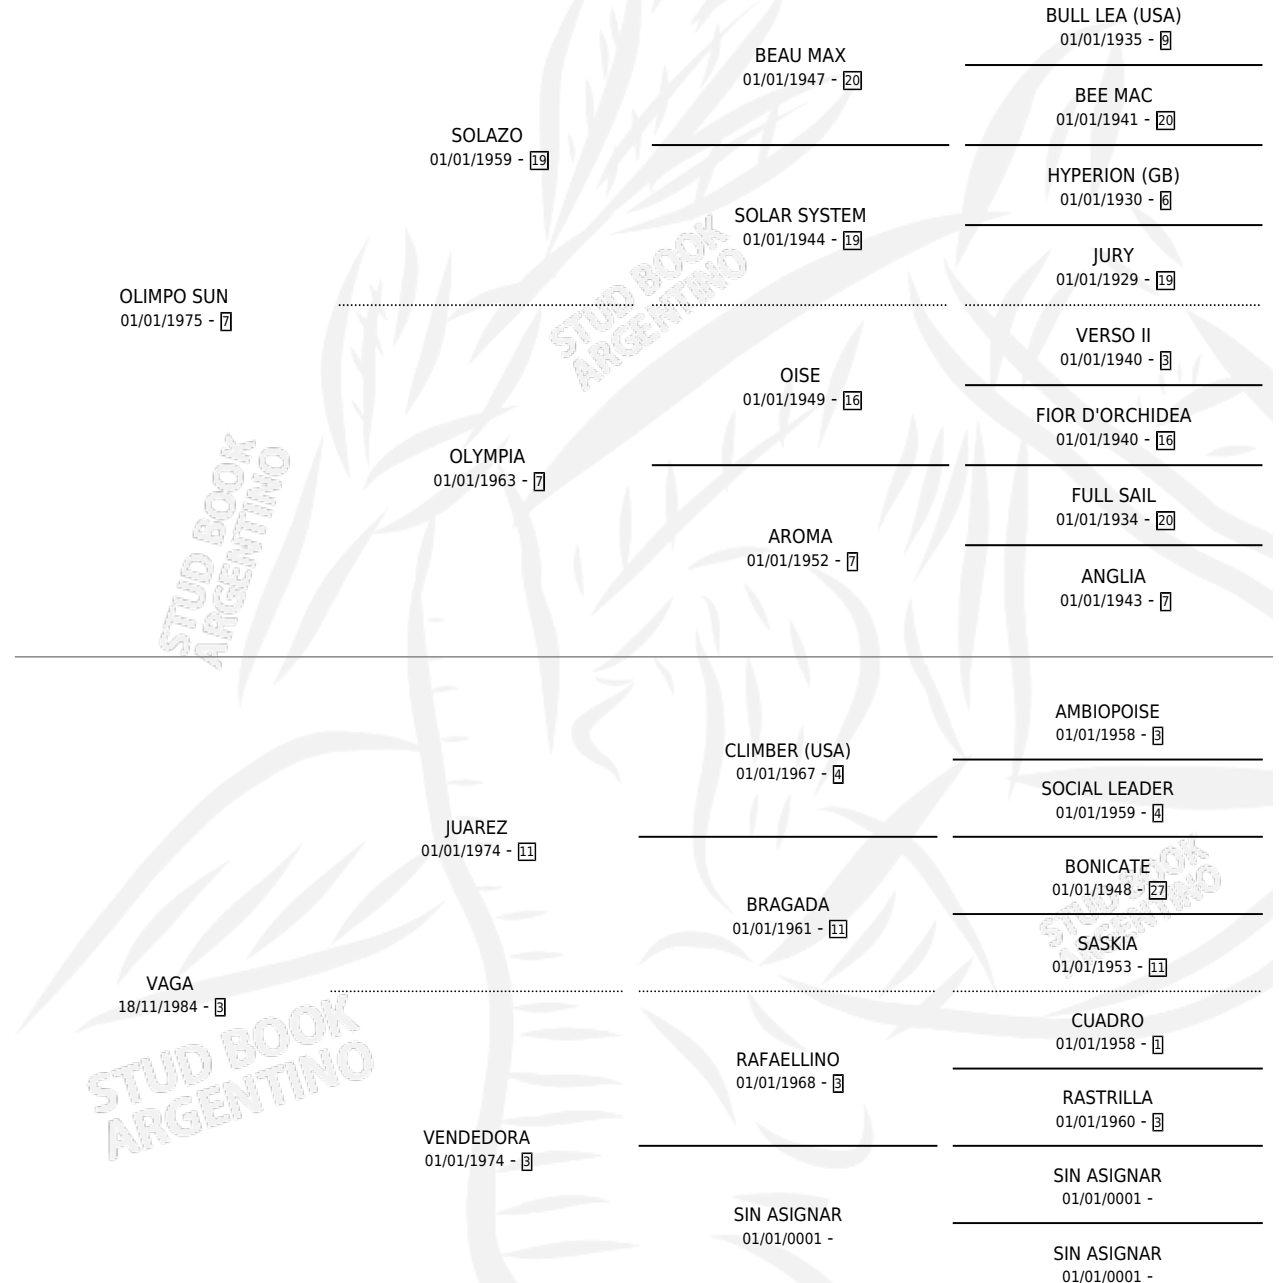 BULL LEA (USA)
01/01/1935 - 9
BEAU MAX
01/01/1947 - 20
BEE MAC
01/01/1941 - 20
SOLAZO
01/01/1959 - 19
HYPERION (GB)
01/01/1930 - 6
SOLAR SYSTEM
01/01/1944 - 19
JURY
01/01/1929 - 19
OLIMPO SUN
01/01/1975 - 7
VERSO II
01/01/1940 - 3
OISE
01/01/1949 - 16
FIOR D'ORCHIDEA
01/01/1940 - 16
OLYMPIA
01/01/1963 - 7
FULL SAIL
01/01/1934 - 20
AROMA
01/01/1952 - 7
ANGLIA
01/01/1943 - 7
AMBIOPOISE
01/01/1958 - 3
CLIMBER (USA)
01/01/1967 - 4
SOCIAL LEADER
01/01/1959 - 4
JUAREZ
01/01/1974 - 11
BONICATE
01/01/1948 - 27
BRAGADA
01/01/1961 - 11
SASKIA
01/01/1953 - 11
VAGA
18/11/1984 - 3
CUADRO
01/01/1958 - 1
RAFAELLINO
01/01/1968 - 3
RASTRILLA
01/01/1960 - 3
VENDEDORA
01/01/1974 - 3
SIN ASIGNAR
01/01/0001 -
SIN ASIGNAR
01/01/0001 -
SIN ASIGNAR
01/01/0001 -
STUD BOOK
ARGENTINO
STUD BOOK
ARGENTINO
STUD BOOK
ARGENTINO
STUD BOOK
ARGENTINO